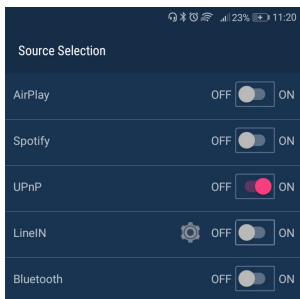 23% 11:20
Source Selection
AirPlay OFF ON
Spotify OFF ON
UPnP OFF ON
LineIN OFF ON
Bluetooth OFF ON